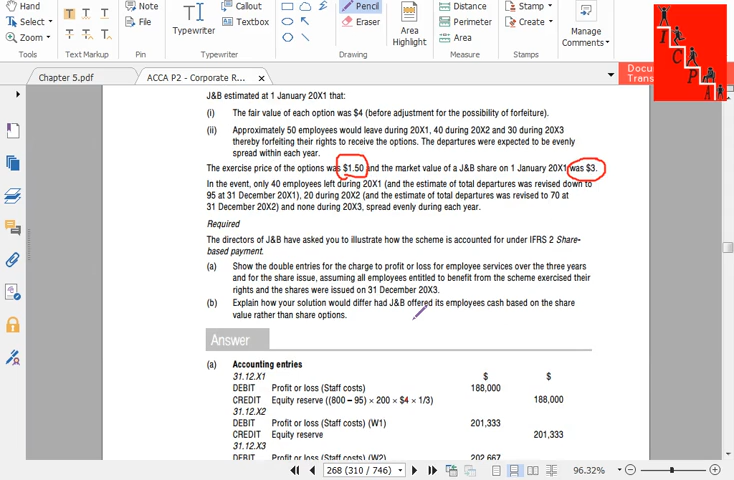 Hand
Select
Zoom
Tools
Text Markup
Pin
Note
File
Typewriter
Callout
Textbox
Typewriter
Pencil
Eraser
Drawing
Area
Highlight
Distance
Perimeter
Area
Measure
Stamp
Create
Stamps
Manage
Comments
Chapter 5.pdf
ACCA P2 - Corporate R...
Docu
Trans
I
C
P
A
J&B estimated at 1 January 20X1 that:
(i) The fair value of each option was $4 (before adjustment for the possibility of forfeiture).
(ii) Approximately 50 employees would leave during 20X1, 40 during 20X2 and 30 during 20X3
thereby forfeiting their rights to receive the options. The departures were expected to be evenly
spread within each year.
The exercise price of the options was $1.50 and the market value of a J&B share on 1 January 20X1 was $3.
In the event, only 40 employees left during 20X1 (and the estimate of total departures was revised down to
95 at 31 December 20X1), 20 during 20X2 (and the estimate of total departures was revised to 70 at
31 December 20X2) and none during 20X3, spread evenly during each year.
Required
The directors of J&B have asked you to illustrate how the scheme is accounted for under IFRS 2 Share-
based payment.
(a) Show the double entries for the charge to profit or loss for employee services over the three years
and for the share issue, assuming all employees entitled to benefit from the scheme exercised their
rights and the shares were issued on 31 December 20X3.
(b) Explain how your solution would differ had J&B offered its employees cash based on the share
value rather than share options.
Answer
(a) Accounting entries
31.12.X1 $ $
DEBIT Profit or loss (Staff costs) 188,000
CREDIT Equity reserve ((800 – 95) × 200 × $4 × 1/3) 188,000
31.12.X2
DEBIT Profit or loss (Staff costs) (W1) 201,333
CREDIT Equity reserve 201,333
31.12.X3
DEBIT Profit or loss (Staff costs) (W2) 202,667
268 (310 / 746)
96.32%